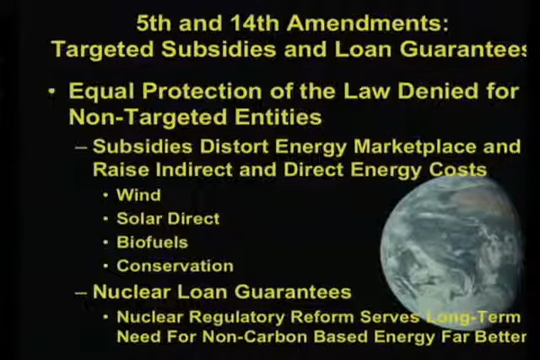 5th and 14th Amendments:
Targeted Subsidies and Loan Guarantees
• Equal Protection of the Law Denied for
Non-Targeted Entities
– Subsidies Distort Energy Marketplace and
Raise Indirect and Direct Energy Costs
• Wind
• Solar Direct
• Biofuels
• Conservation
– Nuclear Loan Guarantees
• Nuclear Regulatory Reform Serves Long-Term
Need For Non-Carbon Based Energy Far Better